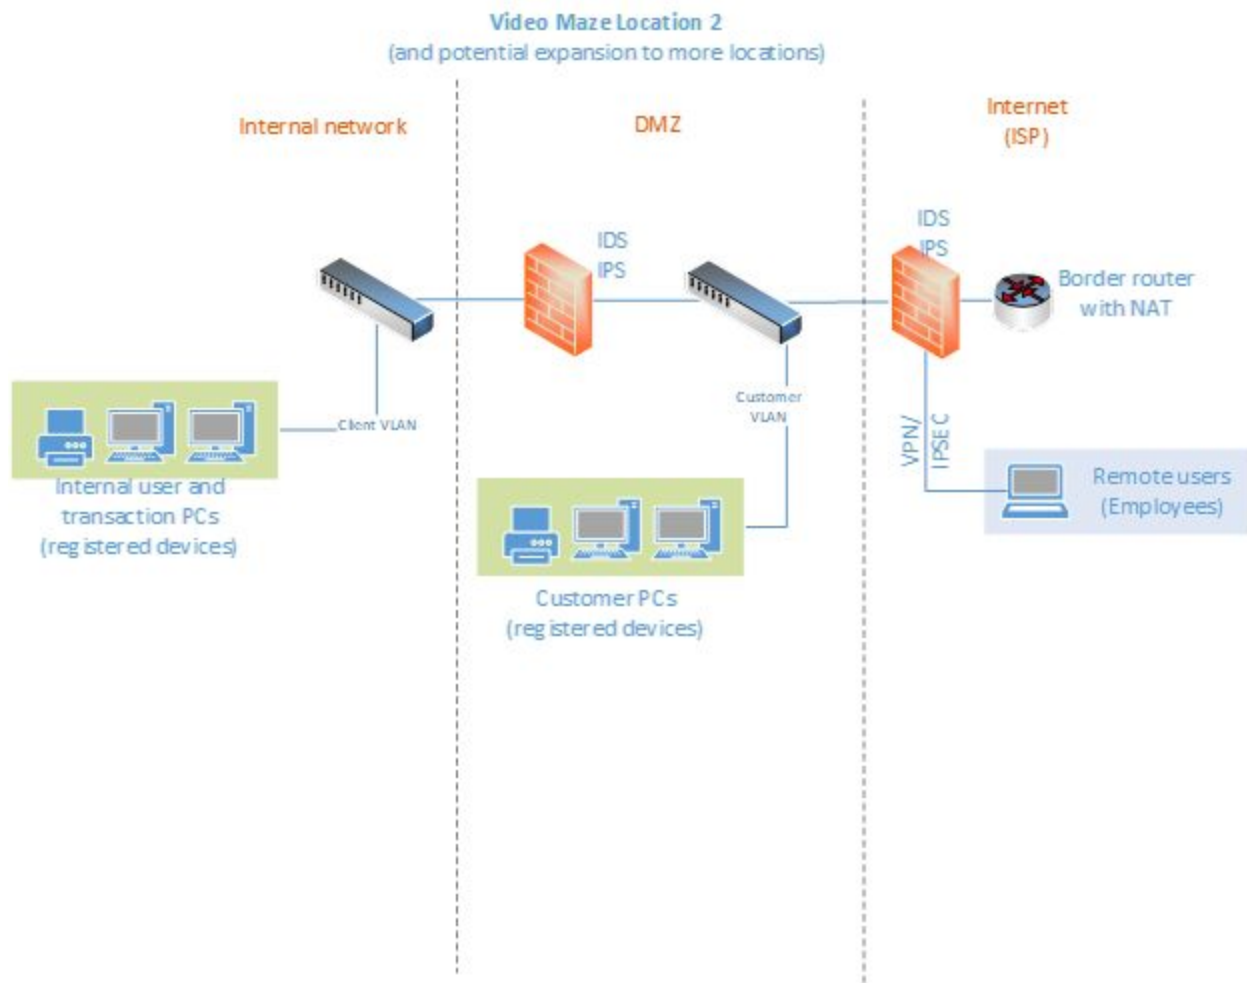 Video Maze Location 2
(and potential expansion to more locations)
Internal network
DMZ
Internet
(ISP)
IDS
IPS
IDS
IPS
Border router
with NAT
Client VLAN
Customer
VLAN
VPN/
IPSEC
Internal user and
transaction PCs
(registered devices)
Remote users
(Employees)
Customer PCs
(registered devices)